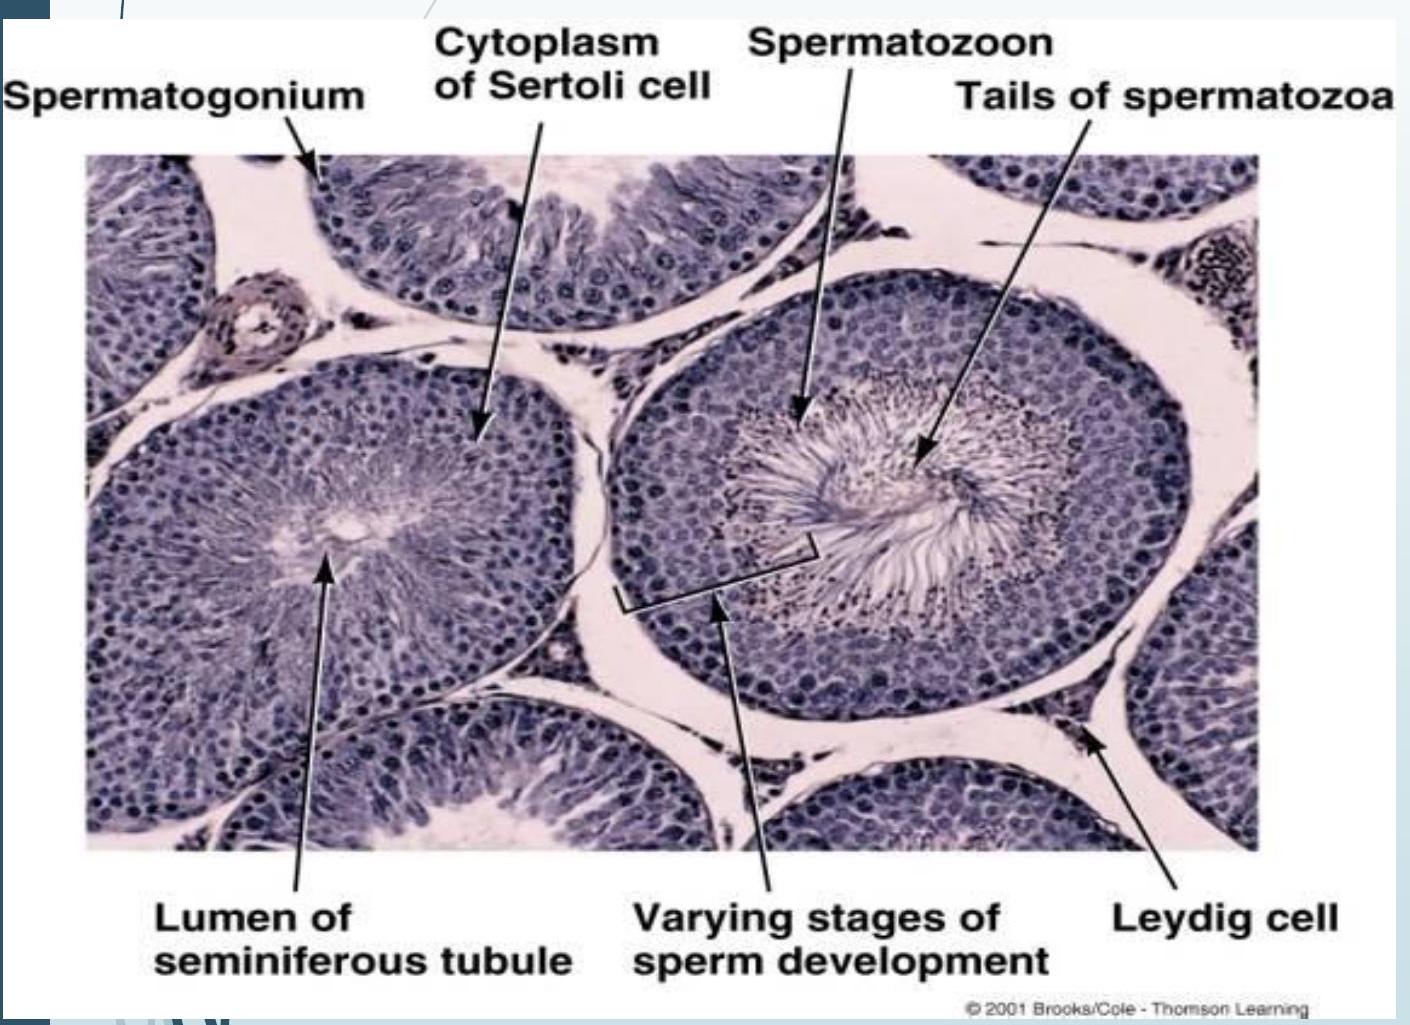 Cytoplasm
of Sertoli cell
Spermatozoon
Spermatogonium
Tails of spermatozoa
Lumen of
seminiferous tubule
Varying stages of
sperm development
Leydig cell
© 2001 Brooks/Cole - Thomson Learning